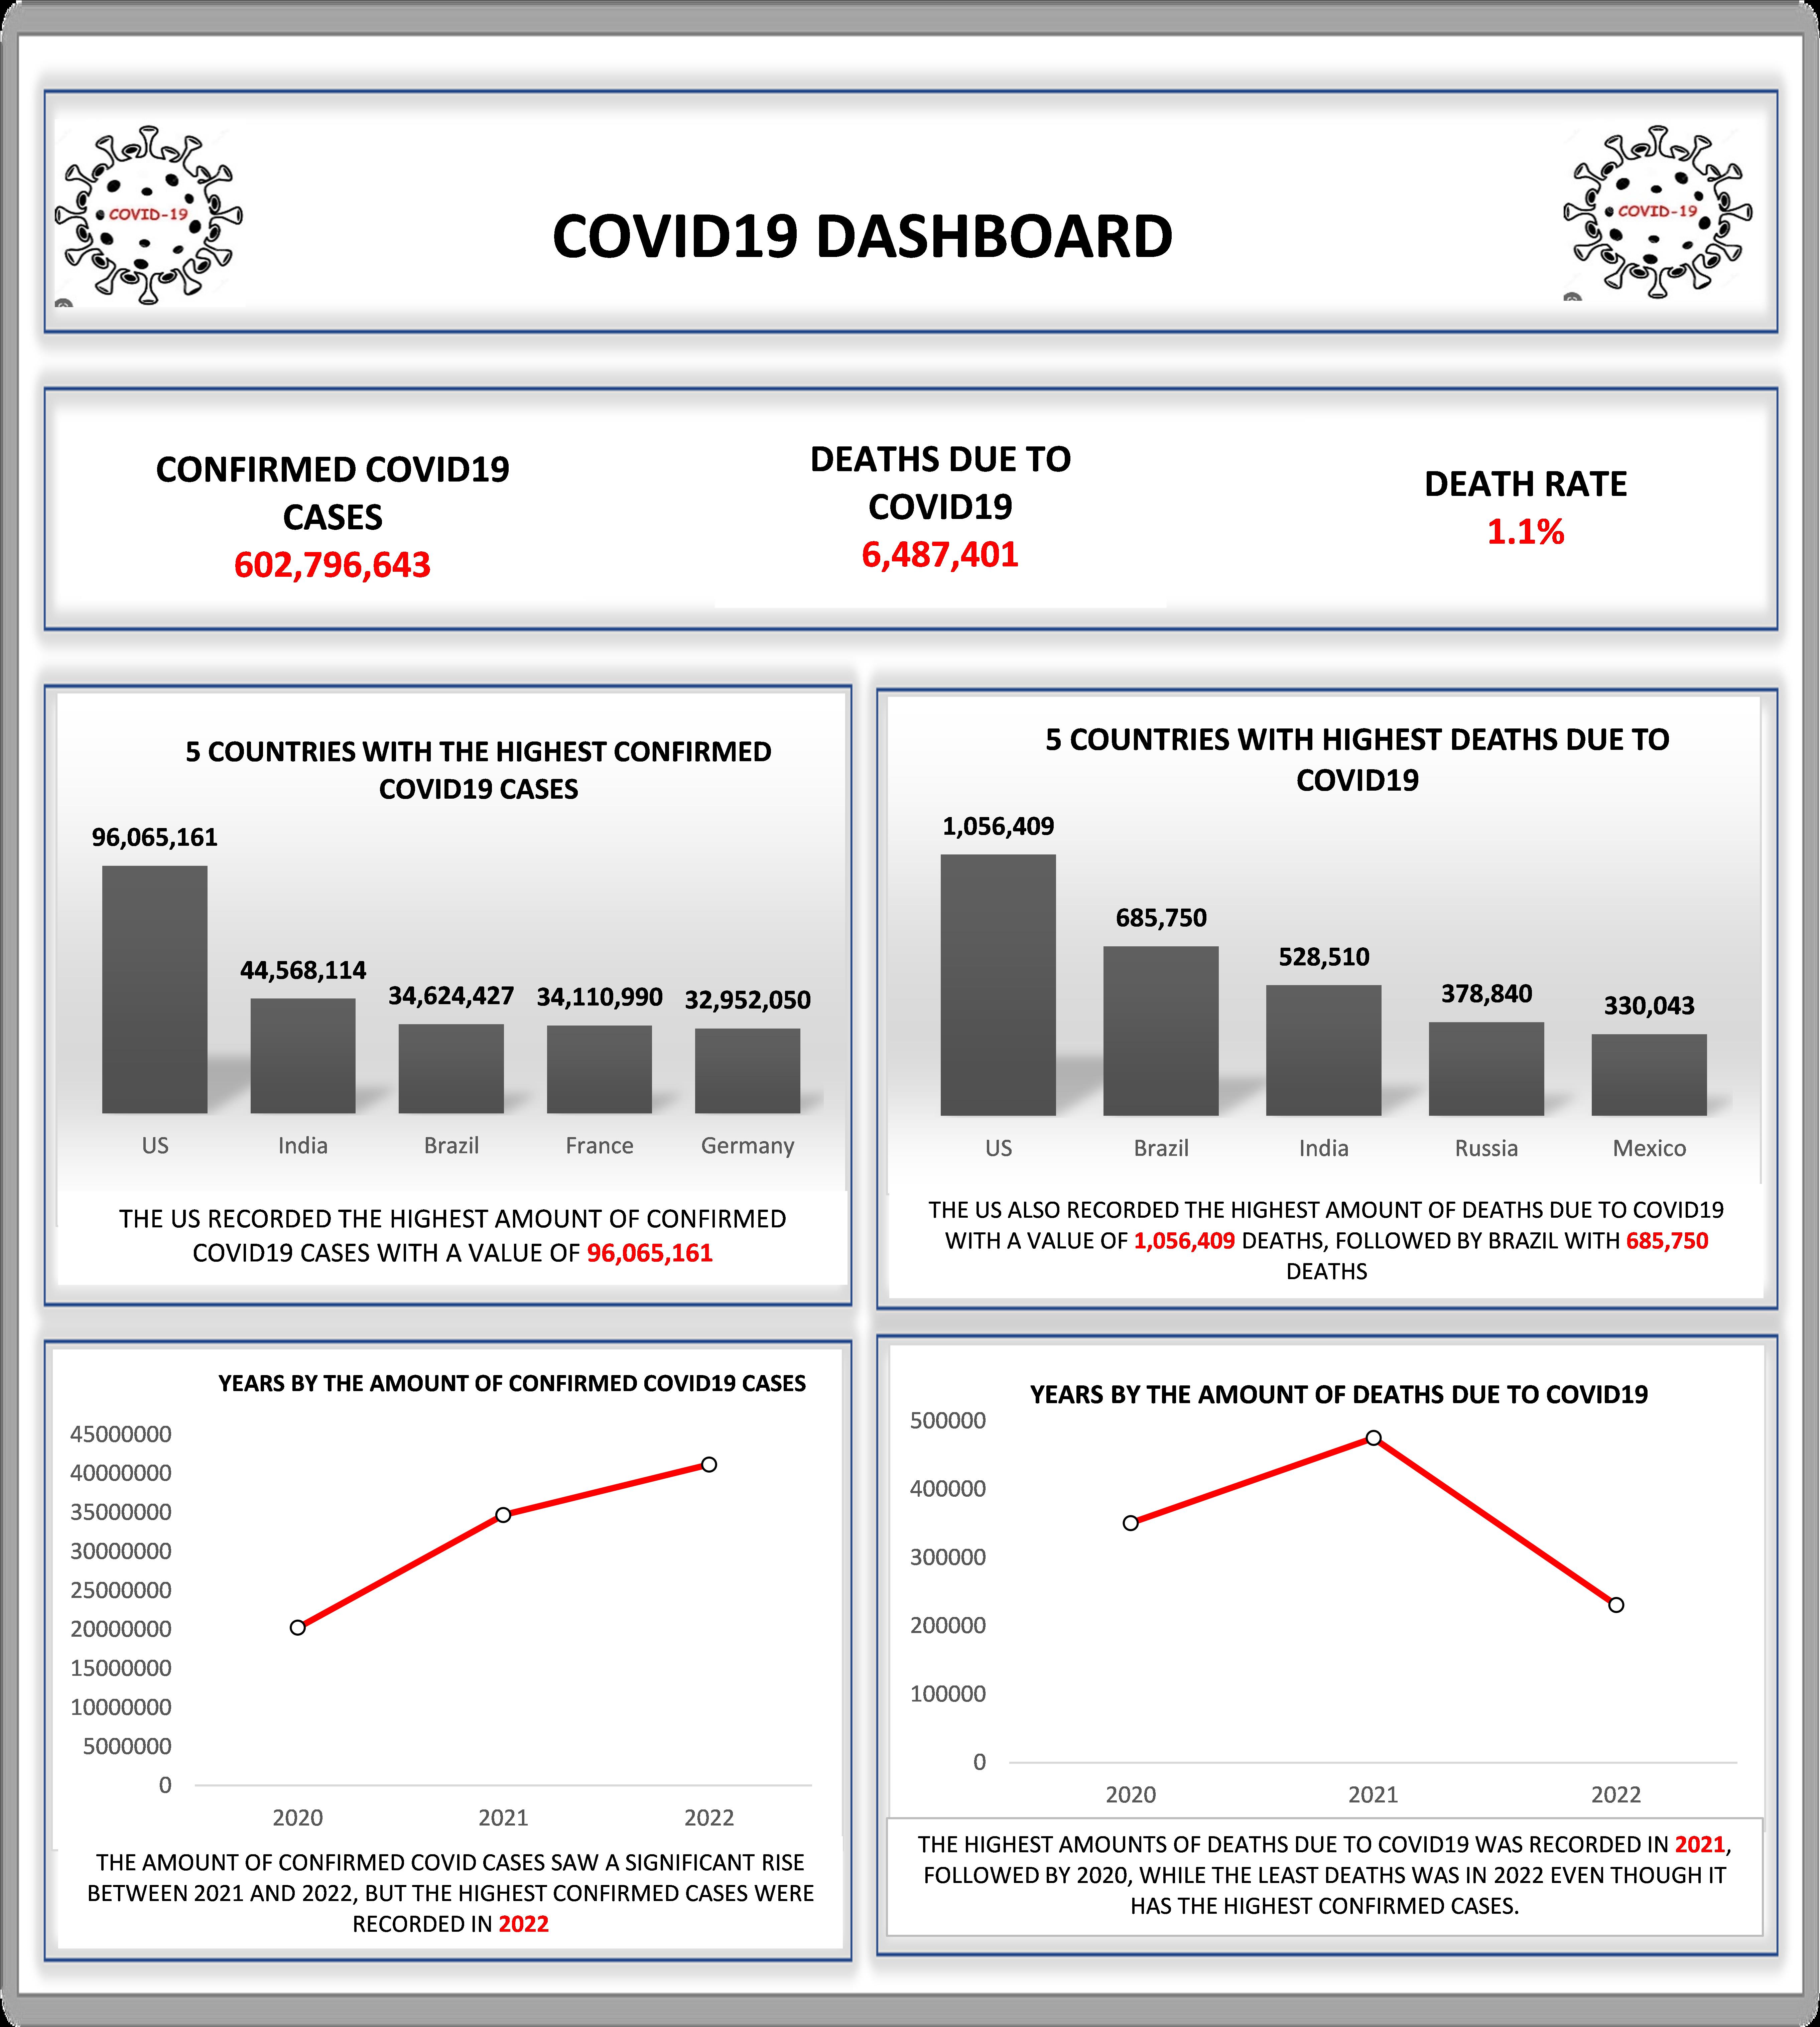 COVID-19
COVID-19
COVID19 DASHBOARD
CONFIRMED COVID19
CASES
602,796,643
DEATHS DUE TO
COVID19
6,487,401
DEATH RATE
1.1%
5 COUNTRIES WITH THE HIGHEST CONFIRMED
COVID19 CASES
96,065,161
44,568,114
34,624,427
34,110,990
32,952,050
US
India
Brazil
France
Germany
THE US RECORDED THE HIGHEST AMOUNT OF CONFIRMED
COVID19 CASES WITH A VALUE OF 96,065,161
5 COUNTRIES WITH HIGHEST DEATHS DUE TO
COVID19
1,056,409
685,750
528,510
378,840
330,043
US
Brazil
India
Russia
Mexico
THE US ALSO RECORDED THE HIGHEST AMOUNT OF DEATHS DUE TO COVID19
WITH A VALUE OF 1,056,409 DEATHS, FOLLOWED BY BRAZIL WITH 685,750
DEATHS
YEARS BY THE AMOUNT OF CONFIRMED COVID19 CASES
45000000
40000000
35000000
30000000
25000000
20000000
15000000
10000000
5000000
0
2020
2021
2022
THE AMOUNT OF CONFIRMED COVID CASES SAW A SIGNIFICANT RISE
BETWEEN 2021 AND 2022, BUT THE HIGHEST CONFIRMED CASES WERE
RECORDED IN 2022
YEARS BY THE AMOUNT OF DEATHS DUE TO COVID19
500000
400000
300000
200000
100000
0
2020
2021
2022
THE HIGHEST AMOUNTS OF DEATHS DUE TO COVID19 WAS RECORDED IN 2021,
FOLLOWED BY 2020, WHILE THE LEAST DEATHS WAS IN 2022 EVEN THOUGH IT
HAS THE HIGHEST CONFIRMED CASES.